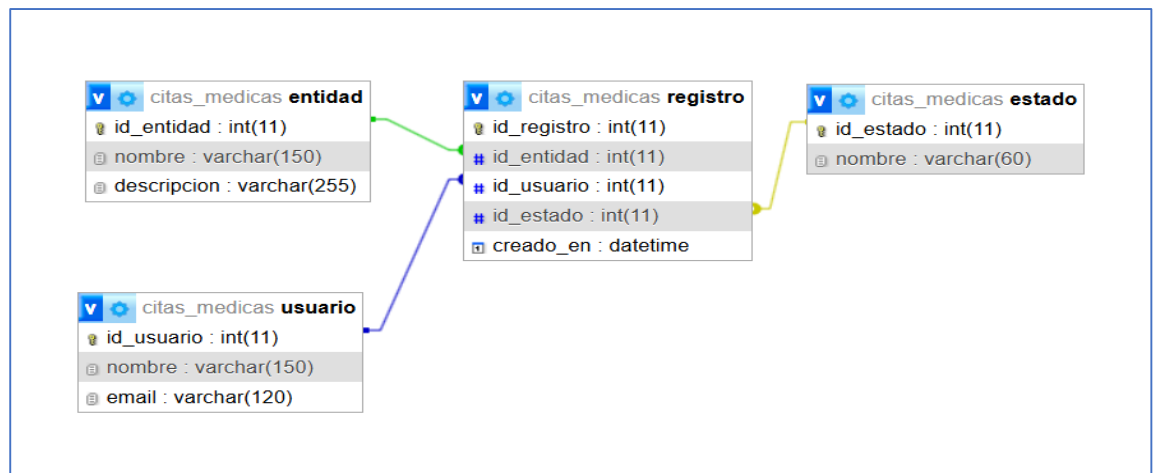 v citas_medicas entidad
id_entidad : int(11)
nombre : varchar(150)
descripcion : varchar(255)
v citas_medicas registro
id_registro : int(11)
# id_entidad : int(11)
# id_usuario : int(11)
# id_estado : int(11)
creado_en : datetime
v citas_medicas estado
id_estado : int(11)
nombre : varchar(60)
v citas_medicas usuario
id_usuario : int(11)
nombre : varchar(150)
email : varchar(120)